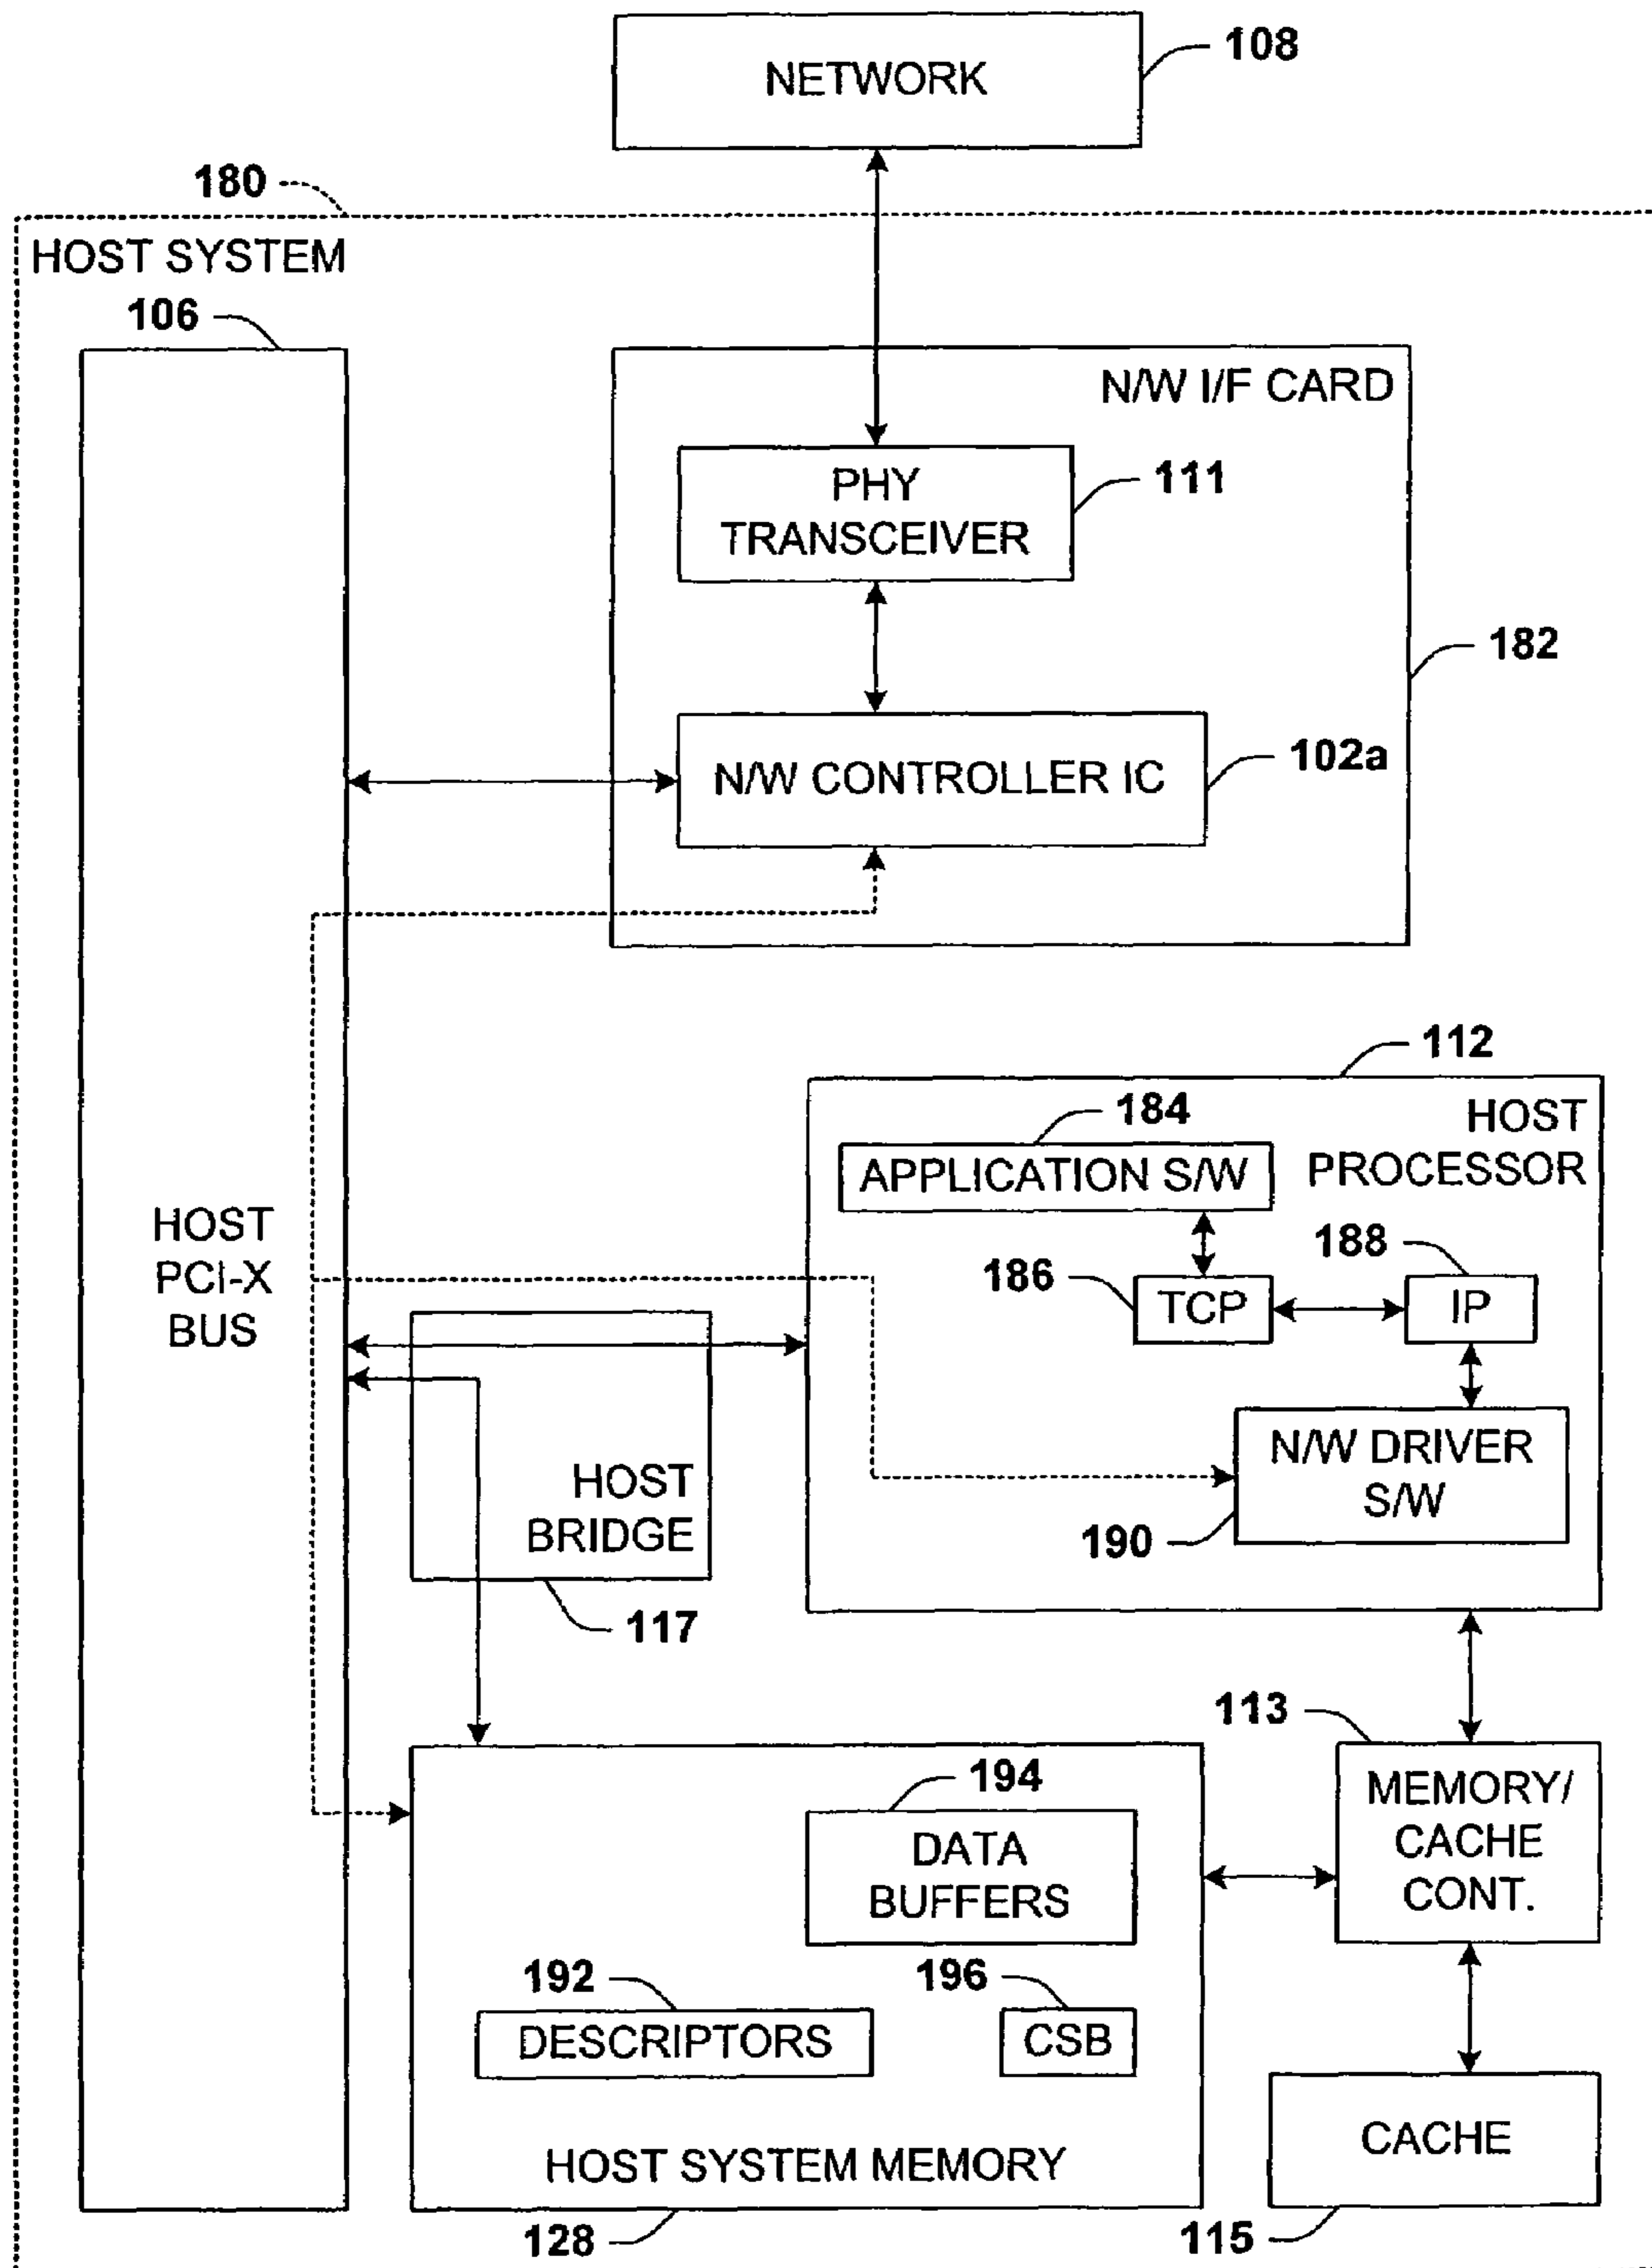 NETWORK
108
180
HOST SYSTEM
106
N/W I/F CARD
PHY
TRANSCEIVER
111
182
N/W CONTROLLER IC
102a
112
HOST
PROCESSOR
184
APPLICATION S/W
188
186
TCP
IP
HOST
PCI-X
BUS
N/W DRIVER
S/W
190
HOST
BRIDGE
117
113
MEMORY/
CACHE
CONT.
194
DATA
BUFFERS
192
196
DESCRIPTORS
CSB
CACHE
HOST SYSTEM MEMORY
128
115